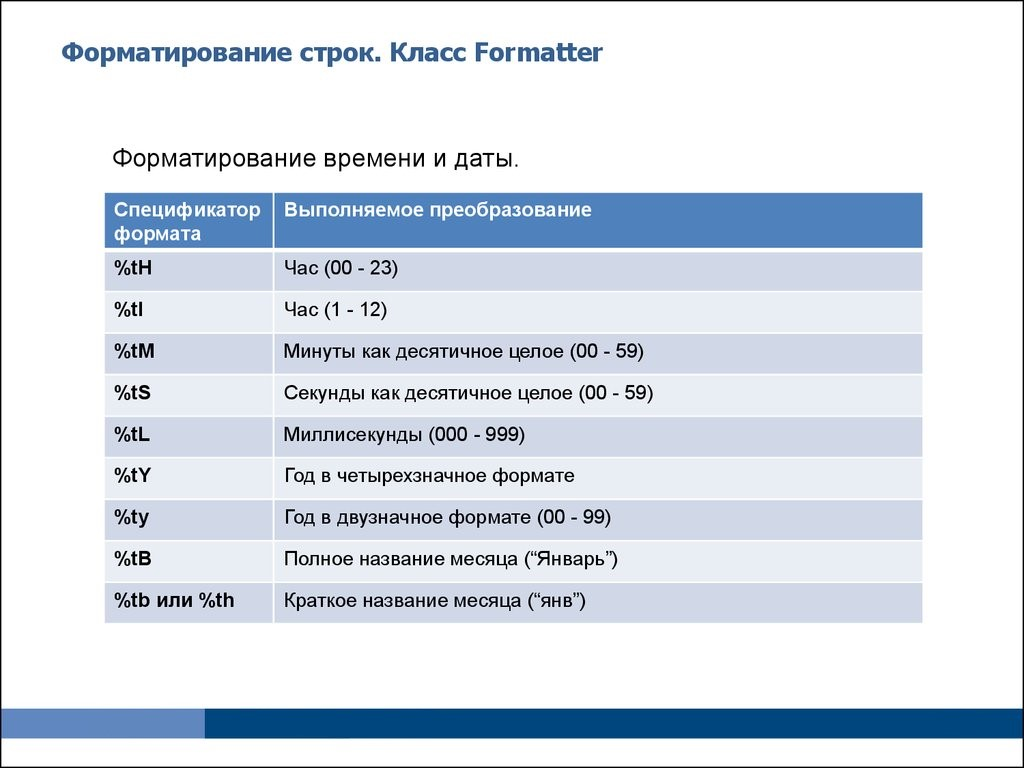 Форматирование строк. Класс Formatter
Форматирование времени и даты.
Спецификатор формата
Выполняемое преобразование
%tH
Час (00 - 23)
%tI
Час (1 - 12)
%tM
Минуты как десятичное целое (00 - 59)
%tS
Секунды как десятичное целое (00 - 59)
%tL
Миллисекунды (000 - 999)
%tY
Год в четырехзначное формате
%ty
Год в двузначное формате (00 - 99)
%tB
Полное название месяца (“Январь”)
%tb или %th
Краткое название месяца (“янв”)